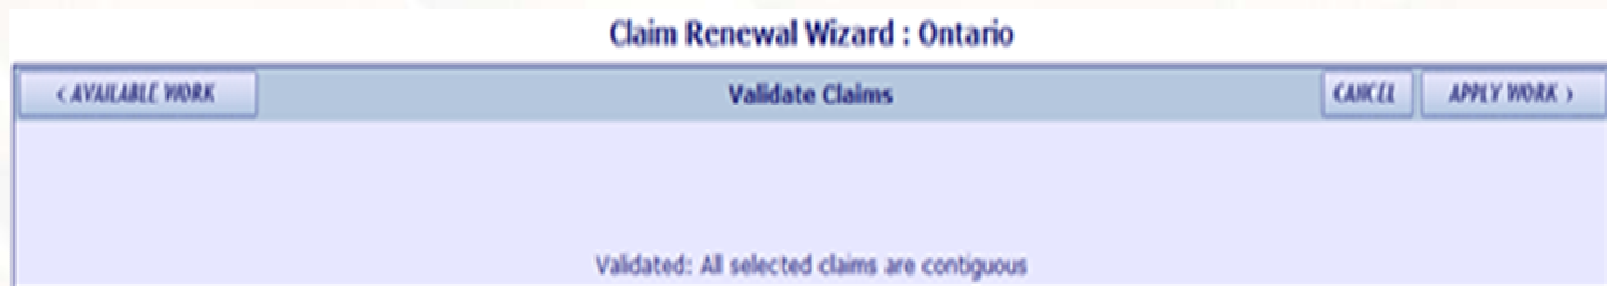 Claim Renewal Wizard : Ontario
< AVAILABLE WORK Validate Claims CANCEL APPLY WORK >
Validated: All selected claims are contiguous